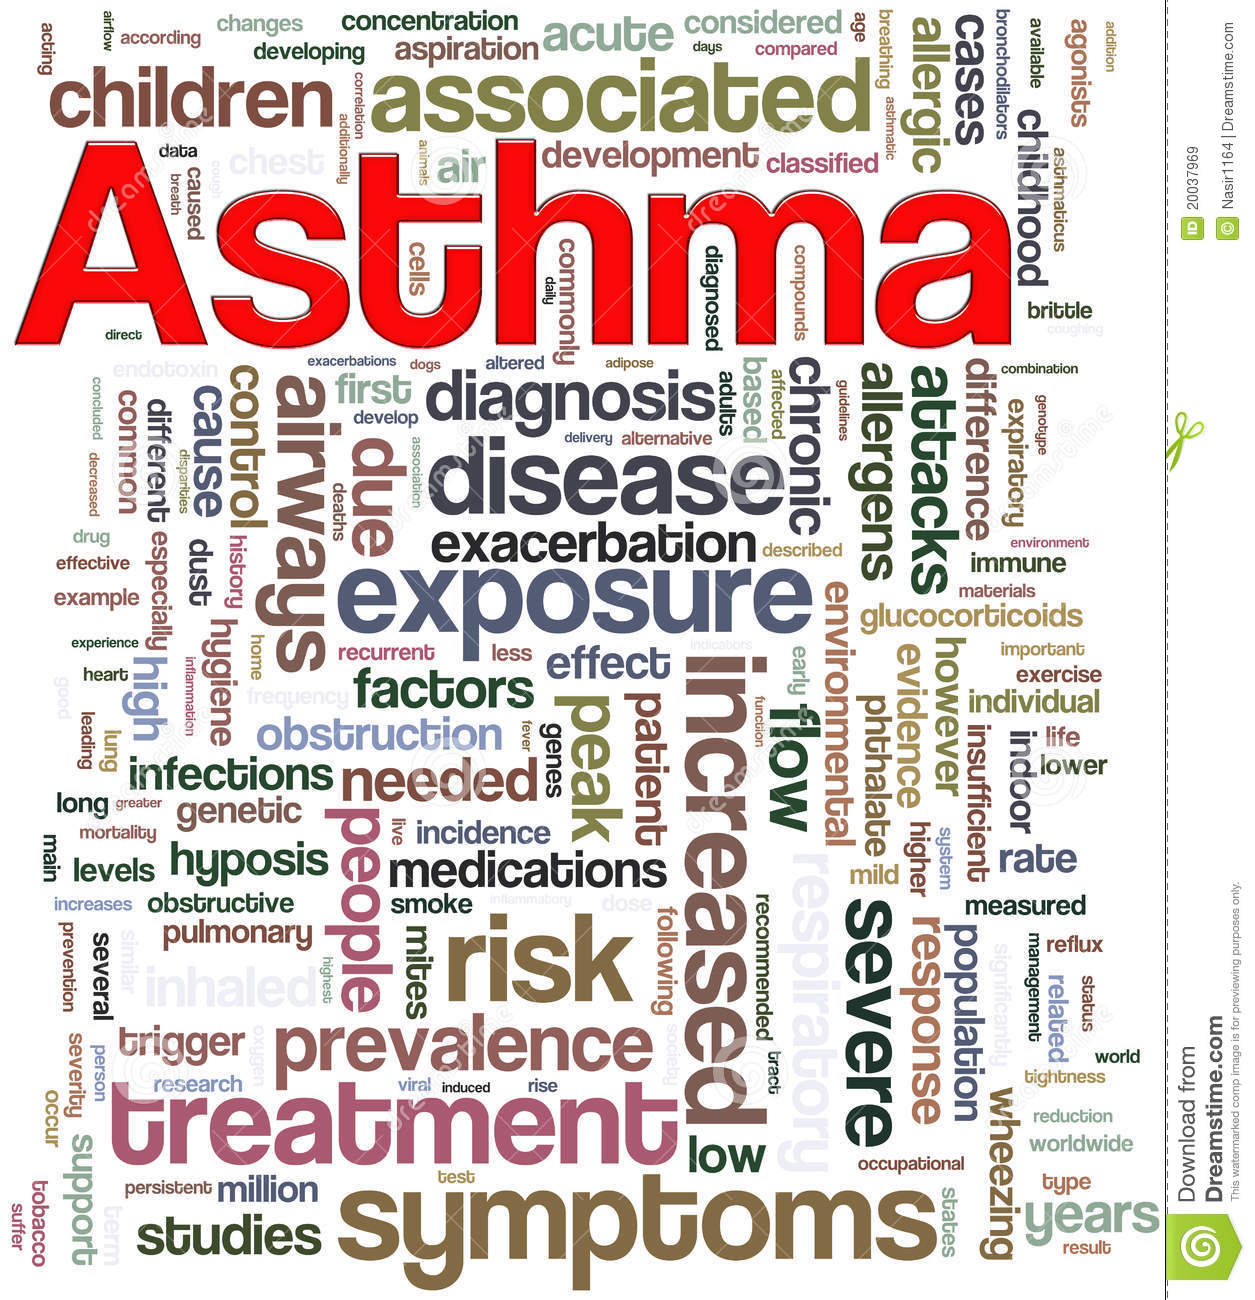 acting
airflow
according
changes
concentration
developing
aspiration
acute
considered
days
compared
age
breathing
allergic
cases
bronchodilators
available
agonists
addition
children
correlation
additionally
associated
asthmatic
childhood
asthmaticus
data
chest
cough
breath
caused
animals
air
development
classified
Asthma
cells
commonly
daily
diagnosed
compounds
direct
brittle
coughing
endotoxin
exacerbations
dogs
altered
adipose
combination
concluded
common
decreased
different
disparities
cause
control
airways
first
develop
due
deaths
association
diagnosis
delivery
alternative
adults
based
affected
chronic
guidelines
allergens
attacks
difference
expiratory
genotype
disease
exacerbation
described
environment
immune
drug
effective
especially
dust
history
exposure
materials
example
glucocorticoids
experience
hygiene
home
recurrent
less
effect
indicators
early
environmental
evidence
however
important
heart
exercise
good
high
inflammation
frequency
factors
individual
leading
lung
obstruction
fever
genes
peak
patient
increased
function
flow
phthalate
insufficient
indoor
life
lower
infections
needed
long
greater
genetic
people
live
incidence
mortality
main
levels
hyposis
medications
mild
higher
system
rate
increases
obstructive
smoke
inflammatory
dose
respiratory
severe
measured
prevention
several
similar
pulmonary
inhaled
highest
mites
risk
following
recommended
response
population
significantly
management
reflux
related
status
trigger
oxygen
prevalence
society
tract
world
severity
person
research
viral
induced
rise
tightness
occur
treatment
wheezing
reduction
worldwide
support
low
occupational
tobacco
suffer
term
persistent
million
test
states
type
years
result
studies
symptoms
ID 20037969
© Nasir1164 | Dreamstime.com
Download from
Dreamstime.com
This watermarked comp image is for previewing purposes only.